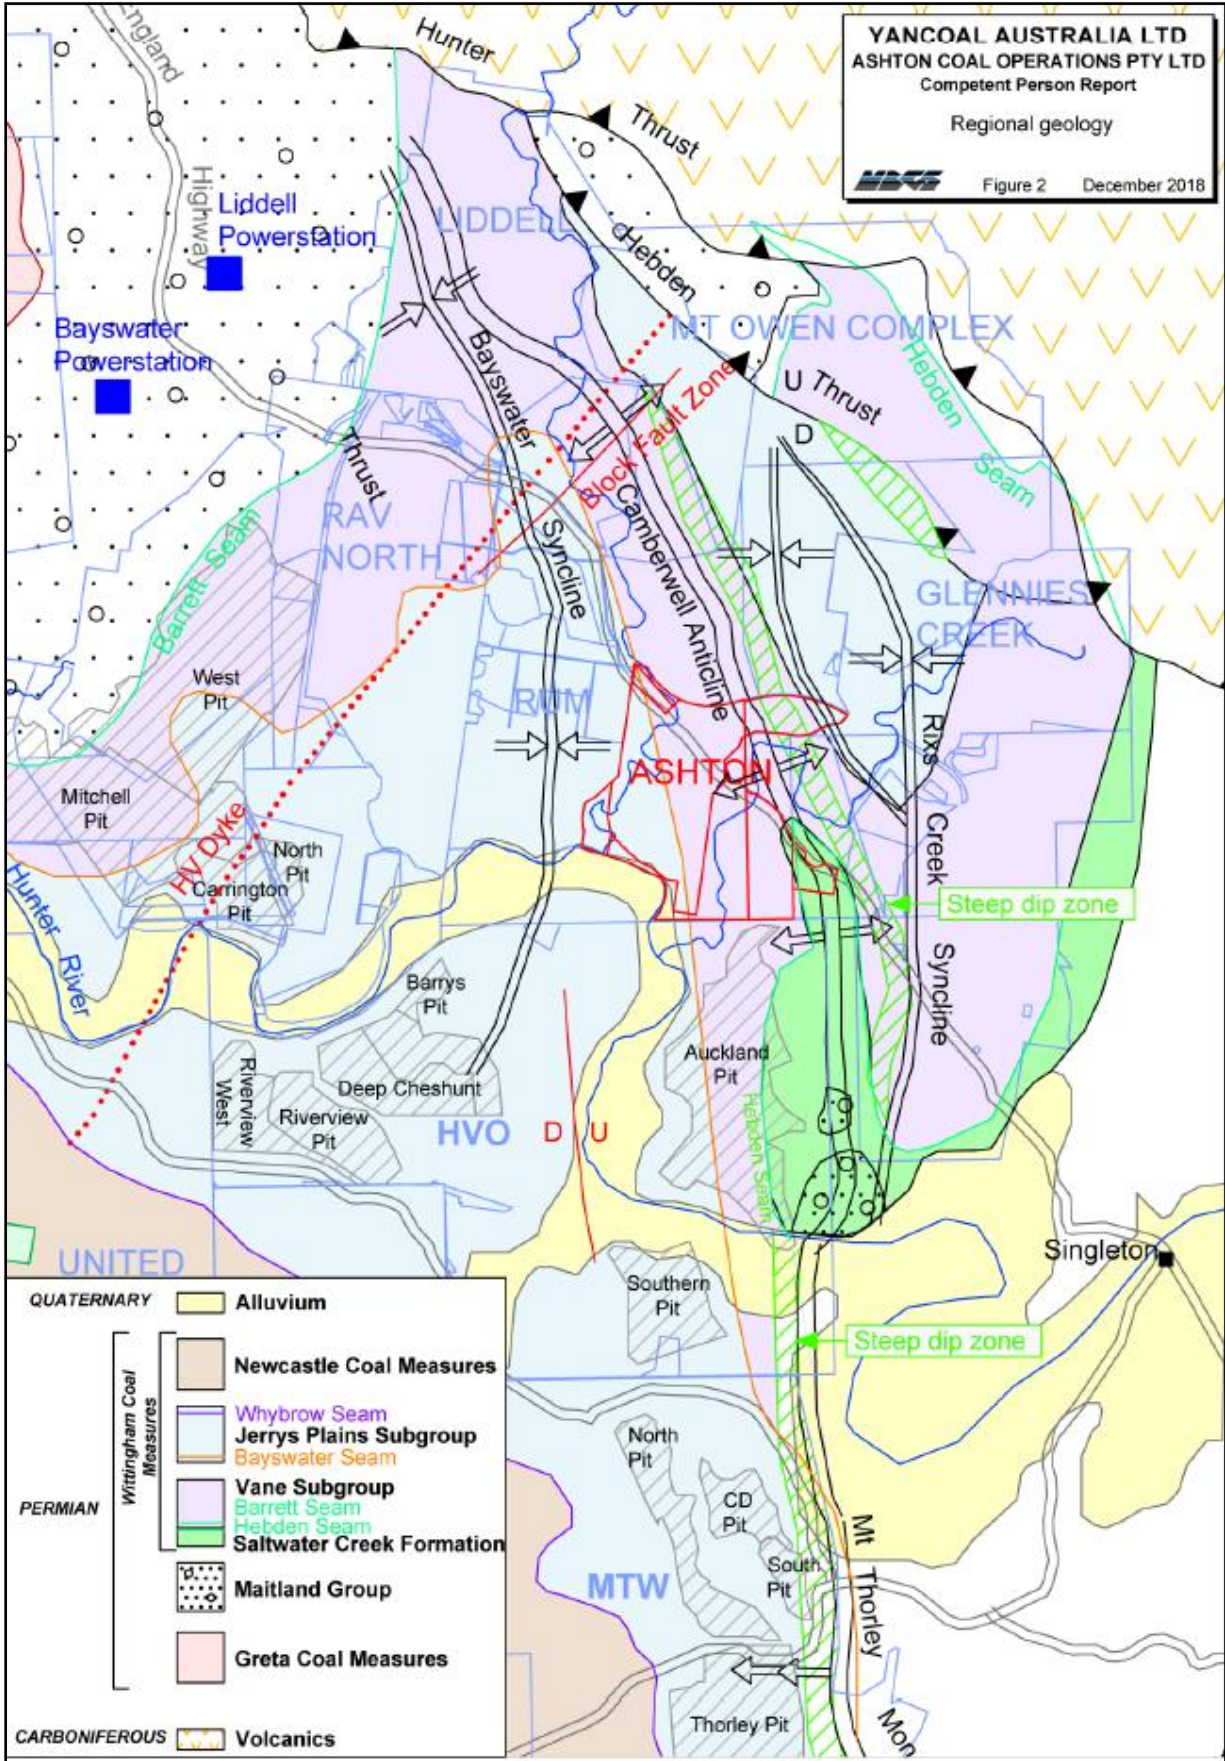 YANCOAL AUSTRALIA LTD
ASHTON COAL OPERATIONS PTY LTD
Competent Person Report
Regional geology
Figure 2 December 2018
England
Highway
Hunter
Thrust
Liddell
Powerstation
LIDDELL
Hebden
Bayswater
Powerstation
MT OWEN COMPLEX
U Thrust
D
Hebden
Seam
Bayswater
Syncline
Block Fault Zone
Thrust
RAV
NORTH
Camberwell Anticline
Barrett Seam
GLENNIES
CREEK
West
Pit
RUM
Rixs
Creek
Syncline
ASHTON
Mitchell
Pit
HV Dyke
North
Pit
Carrington
Pit
Hunter
River
Steep dip zone
Barrys
Pit
Auckland
Pit
Riverview
West
Deep Cheshunt
Riverview
Pit
HVO
D U
Hebden Seam
UNITED
Singleton
Southern
Pit
Steep dip zone
North
Pit
CD
Pit
South
Pit
MTW
Mt
Thorley
Mon
Thorley Pit
QUATERNARY
Alluvium
PERMIAN
Wittingham Coal
Measures
Newcastle Coal Measures
Whybrow Seam
Jerrys Plains Subgroup
Bayswater Seam
Vane Subgroup
Barrett Seam
Hebden Seam
Saltwater Creek Formation
Maitland Group
Greta Coal Measures
CARBONIFEROUS
Volcanics